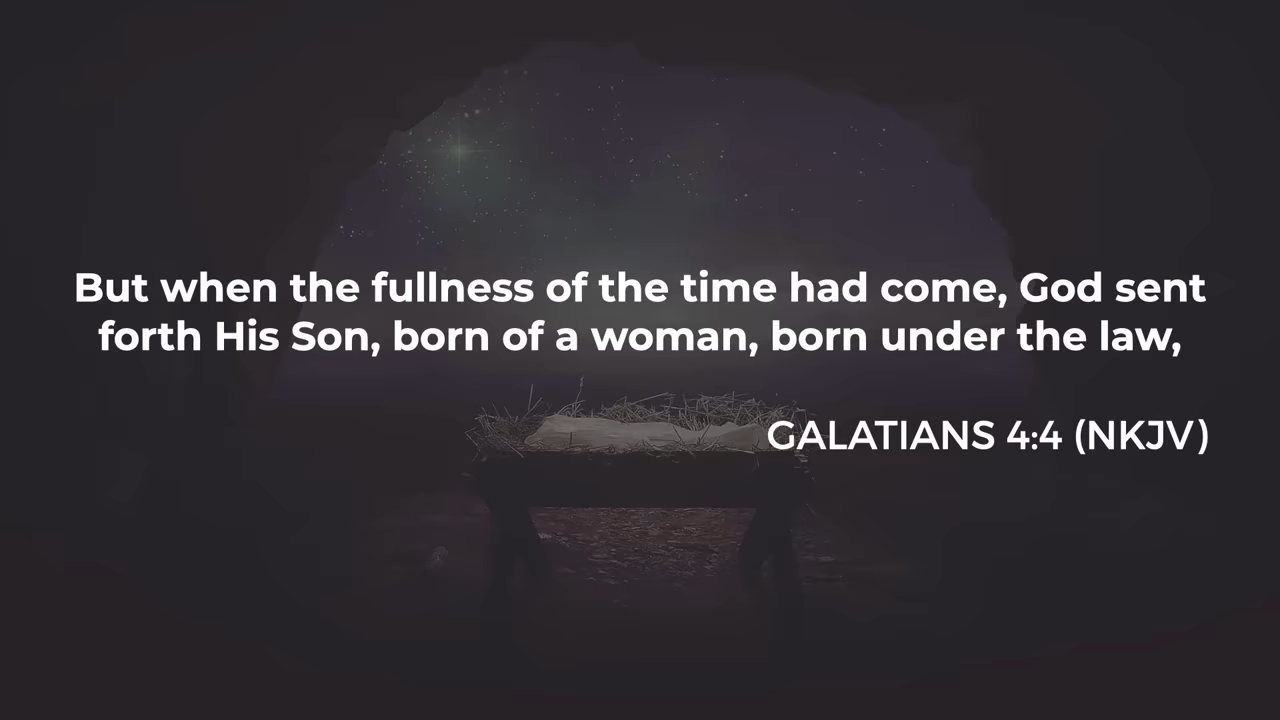 But when the fullness of the time had come, God sent
forth His Son, born of a woman, born under the law,
GALATIANS 4:4 (NKJV)